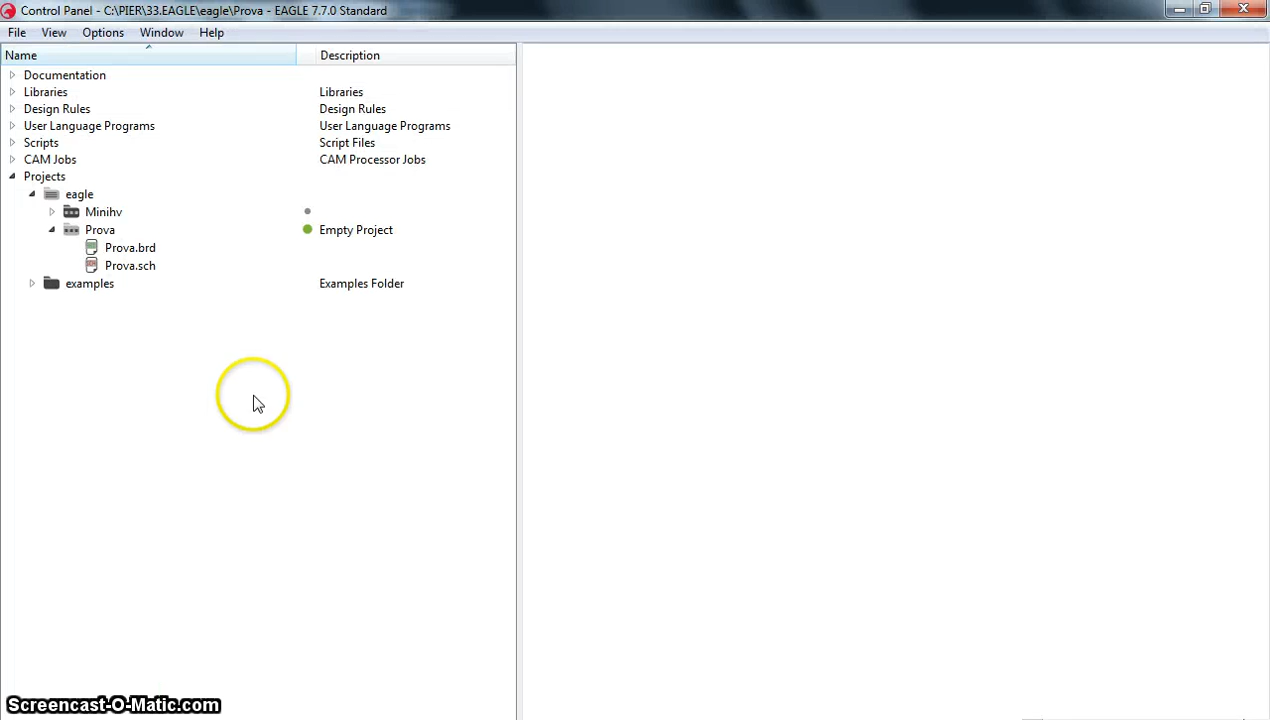 Control Panel - C:\PIER\33.EAGLE\eagle\Prova - EAGLE 7.7.0 Standard
File View Options Window Help
Name Description
Documentation
Libraries Libraries
Design Rules Design Rules
User Language Programs User Language Programs
Scripts Script Files
CAM Jobs CAM Processor Jobs
Projects
eagle
Minihv
Prova Empty Project
Prova.brd
Prova.sch
examples Examples Folder
Screencast-O-Matic.com